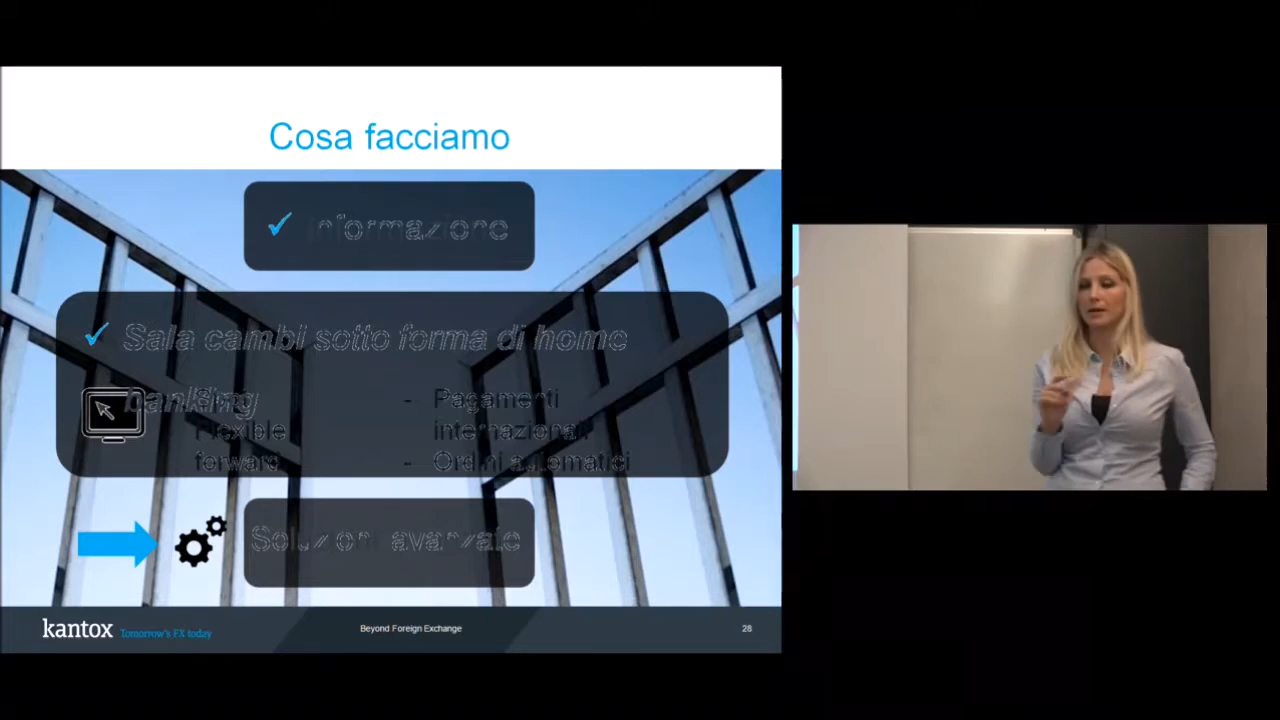 Cosa facciamo
✓ Informazione
✓ Sala cambi sotto forma di home
banking
Flexible
forward
- Pagamenti
internazionali
- Ordini automatici
Soluzioni avanzate
kantox Tomorrow's FX today
Beyond Foreign Exchange
28